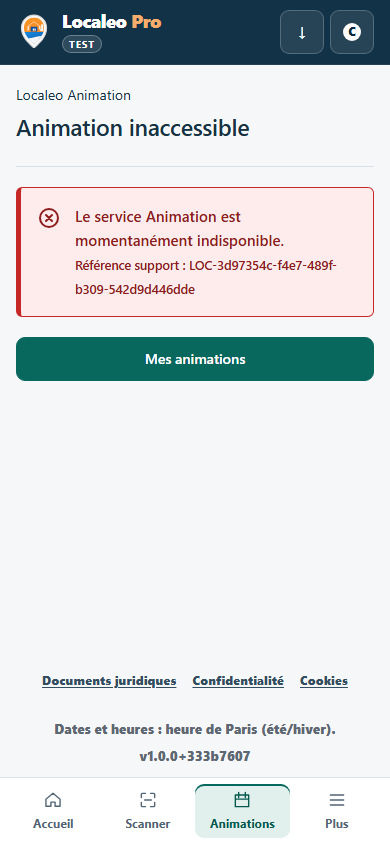 Localeo Pro
TEST
↓
C
Localeo Animation
Animation inaccessible
Le service Animation est
momentanément indisponible.
Référence support : LOC-3d97354c-f4e7-489f-
b309-542d9d446dde
Mes animations
Documents juridiques Confidentialité Cookies
Dates et heures : heure de Paris (été/hiver).
v1.0.0+333b7607
Accueil Scanner Animations Plus